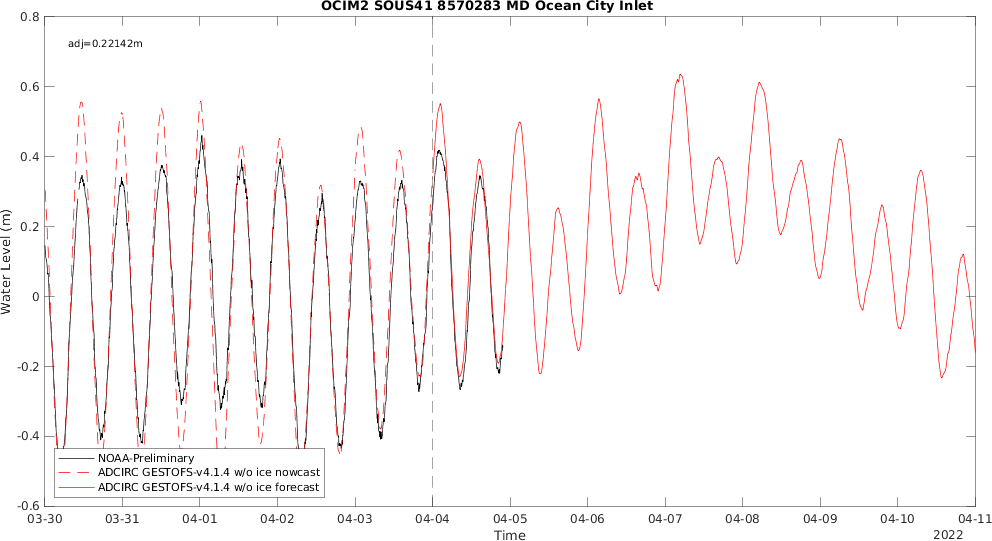 OCIM2 SOUS41 8570283 MD Ocean City Inlet
adj=0.22142m
Water Level (m)
0.8
0.6
0.4
0.2
0
-0.2
-0.4
-0.6
NOAA-Preliminary
ADCIRC GESTOFS-v4.1.4 w/o ice nowcast
ADCIRC GESTOFS-v4.1.4 w/o ice forecast
03-30 03-31 04-01 04-02 04-03 04-04 04-05 04-06 04-07 04-08 04-09 04-10 04-11
Time
2022